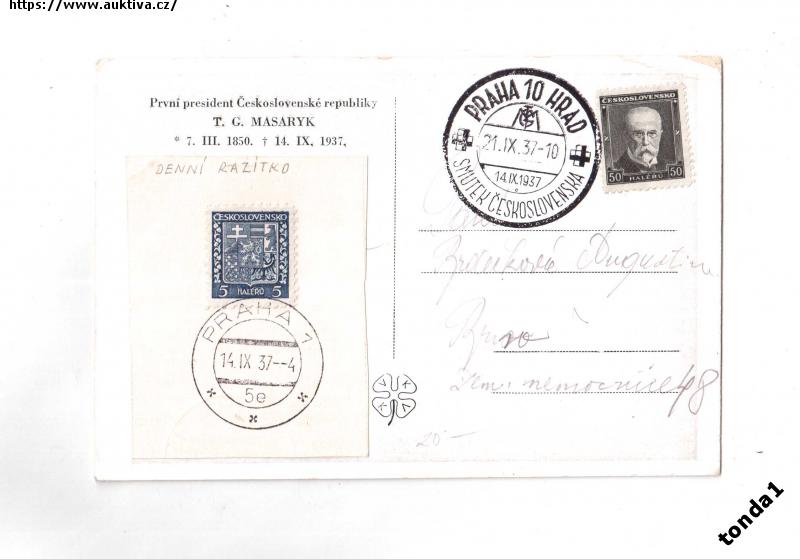 https://www.auktiva.cz/
První president Československé republiky
T. G. MASARYK
* 7. III. 1850. † 14. IX, 1937,
DENNÍ RAZÍTKO
ČESKOSLOVENSKO
5 HALÉŘŮ 5
PRAHA 1
14.IX 37--4
5e
PRAHA 10 HRAD
21.IX.37-10
14.IX.1937
SMUTEK ČESKOSLOVENSKA
ČESKOSLOVENSKO
50 HALÉŘŮ 50
Augustin
Brno
nemocnice 48
20-
tonda1